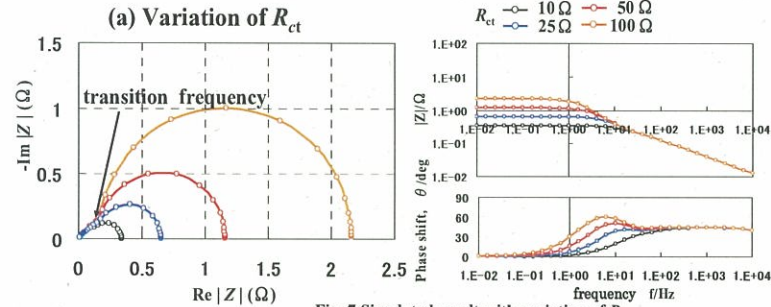 (a) Variation of Rct
Rct 10 Ω 50 Ω
25 Ω 100 Ω
1.5
1
0.5
0
-Im |Z| (Ω)
transition frequency
0 0.5 1 1.5 2 2.5
Re |Z| (Ω)
1.E+02
1.E+01
1.E+00
1.E-01
1.E-02
|Z|/Ω
1.E-02 1.E-01 1.E+00 1.E+01 1.E+02 1.E+03 1.E+04
90
60
30
0
Phase shift, θ /deg
1.E-02 1.E-01 1.E+00 1.E+01 1.E+02 1.E+03 1.E+04
frequency f/Hz